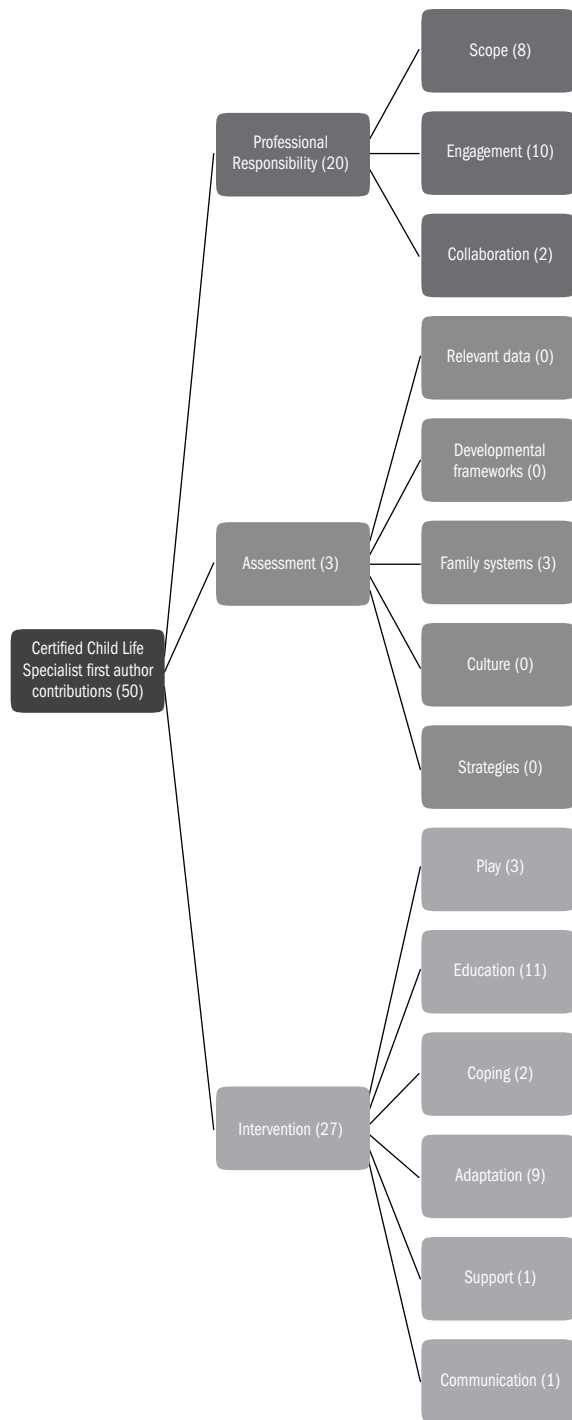 Certified Child Life
Specialist first author
contributions (50)
Professional
Responsibility (20)
Scope (8)
Engagement (10)
Collaboration (2)
Assessment (3)
Relevant data (0)
Developmental
frameworks (0)
Family systems (3)
Culture (0)
Strategies (0)
Intervention (27)
Play (3)
Education (11)
Coping (2)
Adaptation (9)
Support (1)
Communication (1)